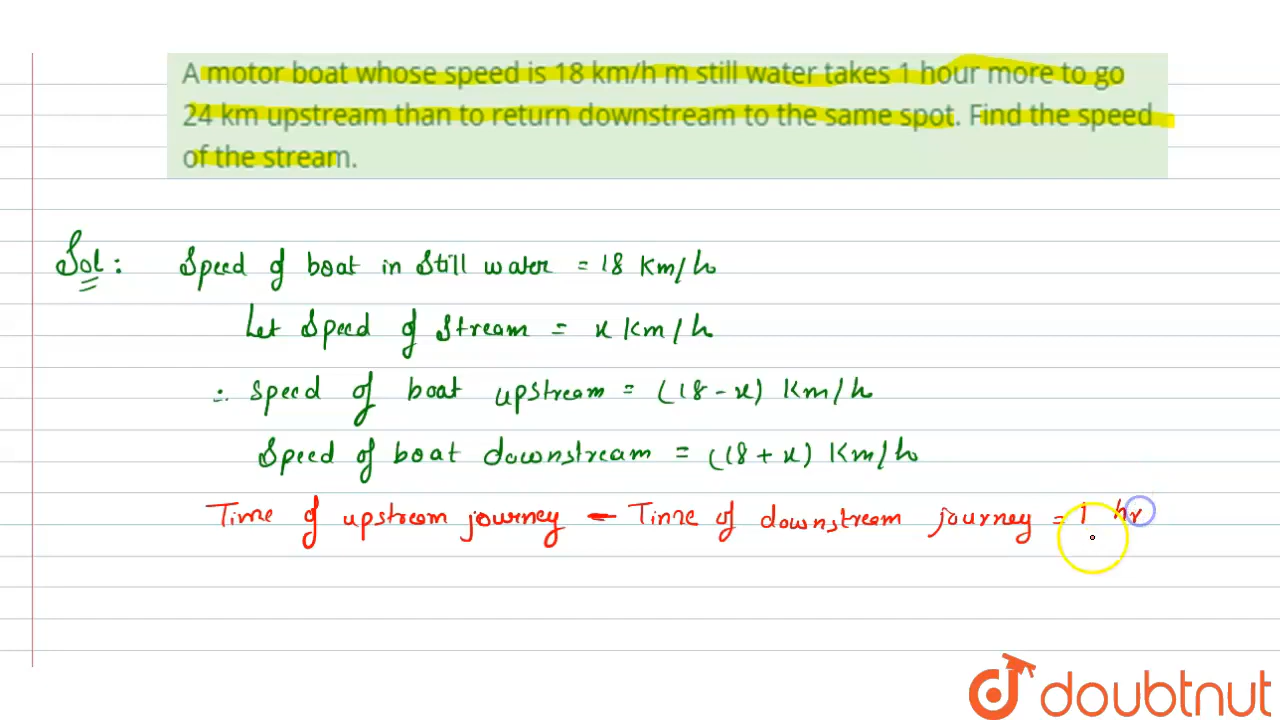 A motor boat whose speed is 18 km/h m still water takes 1 hour more to go
24 km upstream than to return downstream to the same spot. Find the speed
of the stream.
Sol: Speed of boat in still water = 18 Km/h
Let Speed of Stream = x Km/h
∴ Speed of boat upstream = (18 - x) Km/h
Speed of boat downstream = (18 + x) Km/h
Time of upstream journey - Time of downstream journey = 1 hr
doubtnut